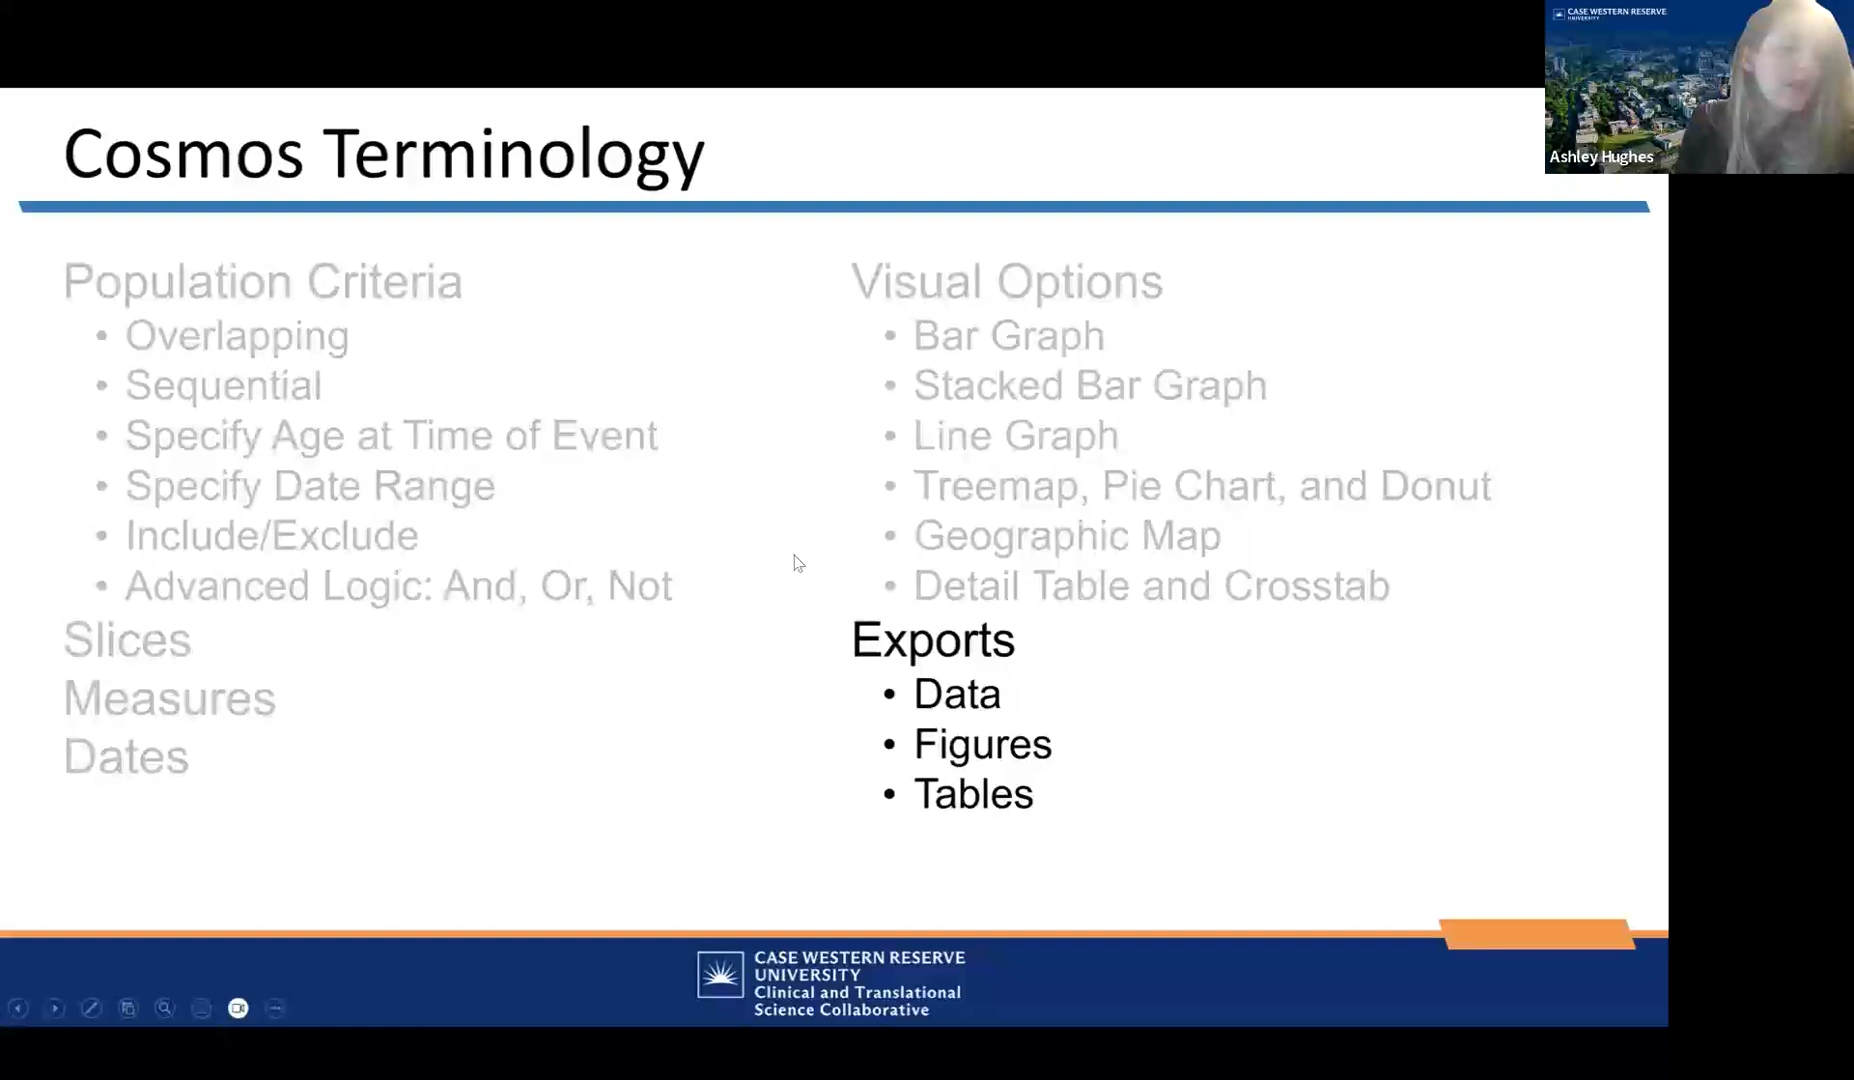 CASE WESTERN RESERVE
UNIVERSITY
Ashley Hughes
Cosmos Terminology
Population Criteria
• Overlapping
• Sequential
• Specify Age at Time of Event
• Specify Date Range
• Include/Exclude
• Advanced Logic: And, Or, Not
Slices
Measures
Dates
Visual Options
• Bar Graph
• Stacked Bar Graph
• Line Graph
• Treemap, Pie Chart, and Donut
• Geographic Map
• Detail Table and Crosstab
Exports
• Data
• Figures
• Tables
CASE WESTERN RESERVE
UNIVERSITY
Clinical and Translational
Science Collaborative